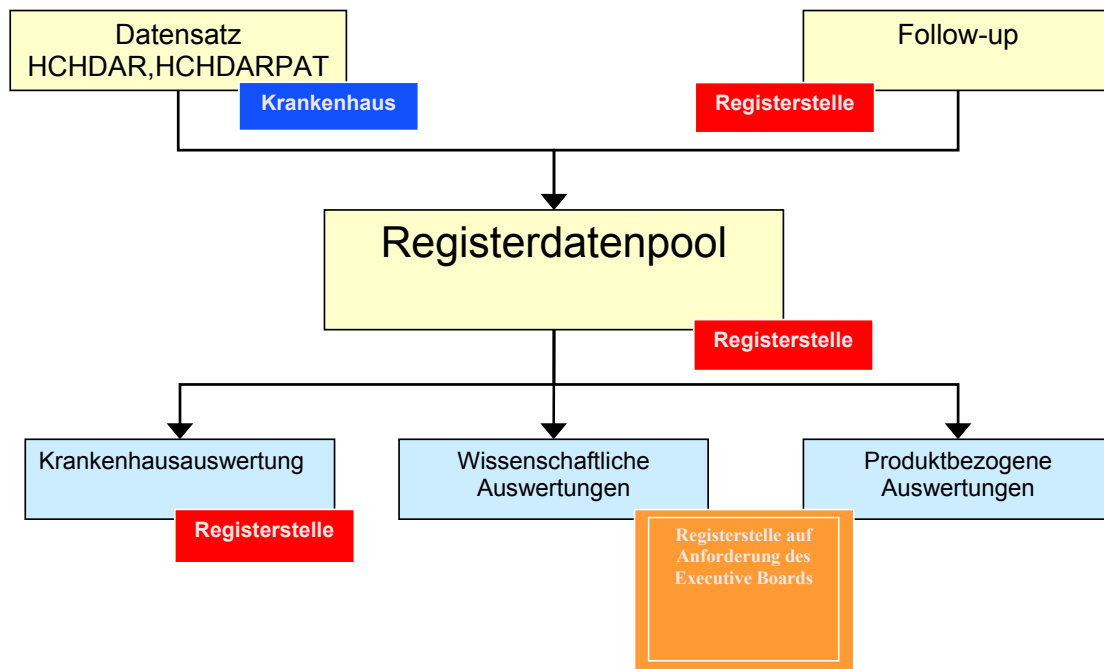 Datensatz
HCHDAR,HCHDARPAT
Krankenhaus
Follow-up
Registerstelle
Registerdatenpool
Registerstelle
Krankenhausauswertung
Registerstelle
Wissenschaftliche
Auswertungen
Produktbezogene
Auswertungen
Registerstelle auf
Anforderung des
Executive Boards